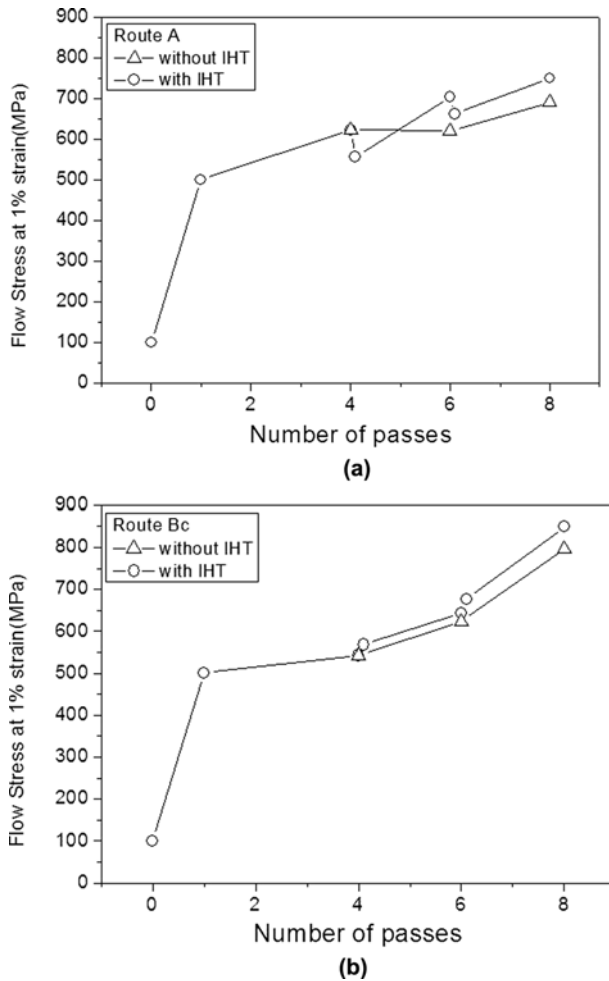 900
800
700
600
500
400
300
200
100
0
Flow Stress at 1% strain(MPa)
Route A
without IHT
with IHT
0 2 4 6 8
Number of passes
(a)
900
800
700
600
500
400
300
200
100
0
Flow Stress at 1% strain(MPa)
Route Bc
without IHT
with IHT
0 2 4 6 8
Number of passes
(b)